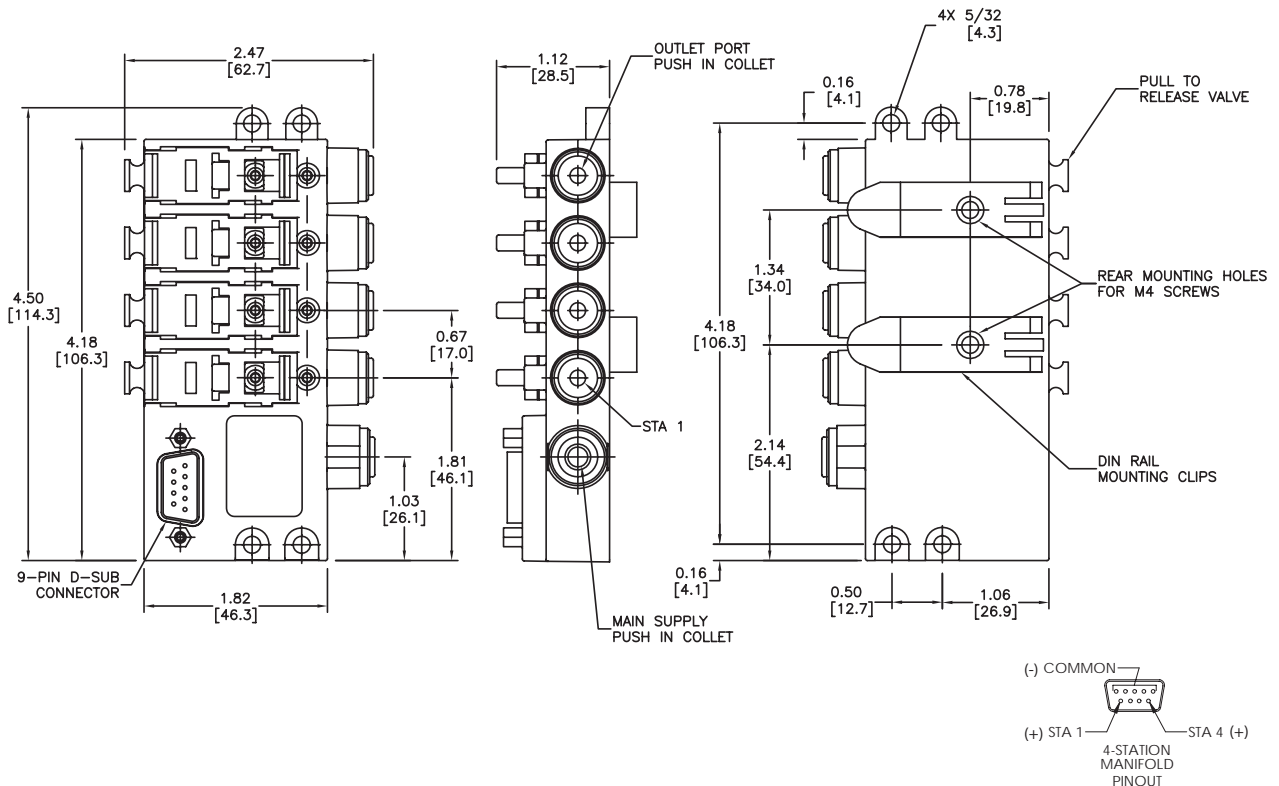 2.47
[62.7]
4.50
[114.3]
4.18
[106.3]
0.67
[17.0]
1.81
[46.1]
1.03
[26.1]
9-PIN D-SUB
CONNECTOR
1.82
[46.3]
1.12
[28.5]
OUTLET PORT
PUSH IN COLLET
STA 1
MAIN SUPPLY
PUSH IN COLLET
4X 5/32
[4.3]
0.16
[4.1]
0.78
[19.8]
PULL TO
RELEASE VALVE
1.34
[34.0]
4.18
[106.3]
REAR MOUNTING HOLES
FOR M4 SCREWS
2.14
[54.4]
DIN RAIL
MOUNTING CLIPS
0.16
[4.1]
0.50
[12.7]
1.06
[26.9]
(-) COMMON
(+) STA 1
STA 4 (+)
4-STATION
MANIFOLD
PINOUT